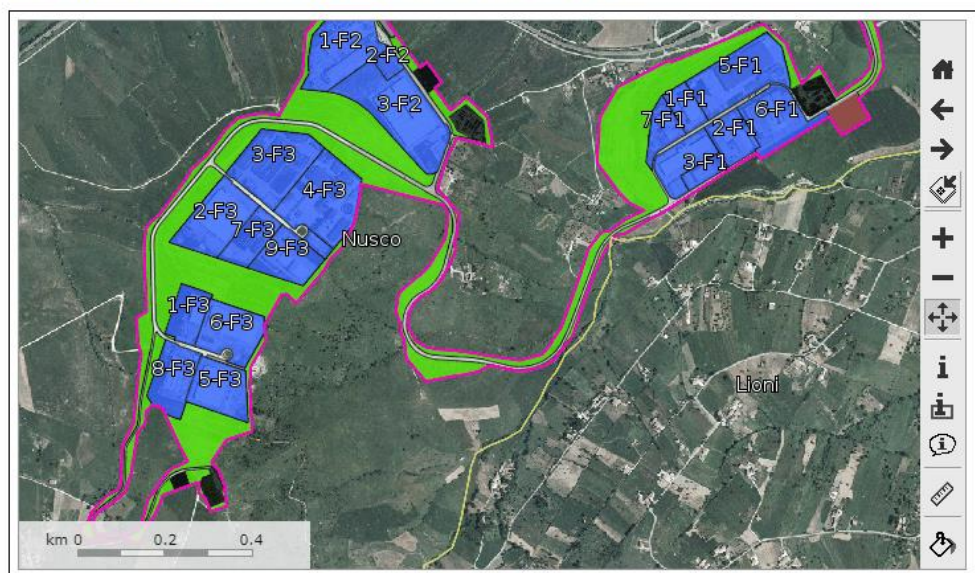 1-F2
2-F2
3-F2
5-F1
1-F1
6-F1
7-F1
2-F1
3-F1
3-F3
4-F3
2-F3
7-F3
9-F3
Nusco
1-F3
6-F3
8-F3
5-F3
Lioni
km 0 0.2 0.4